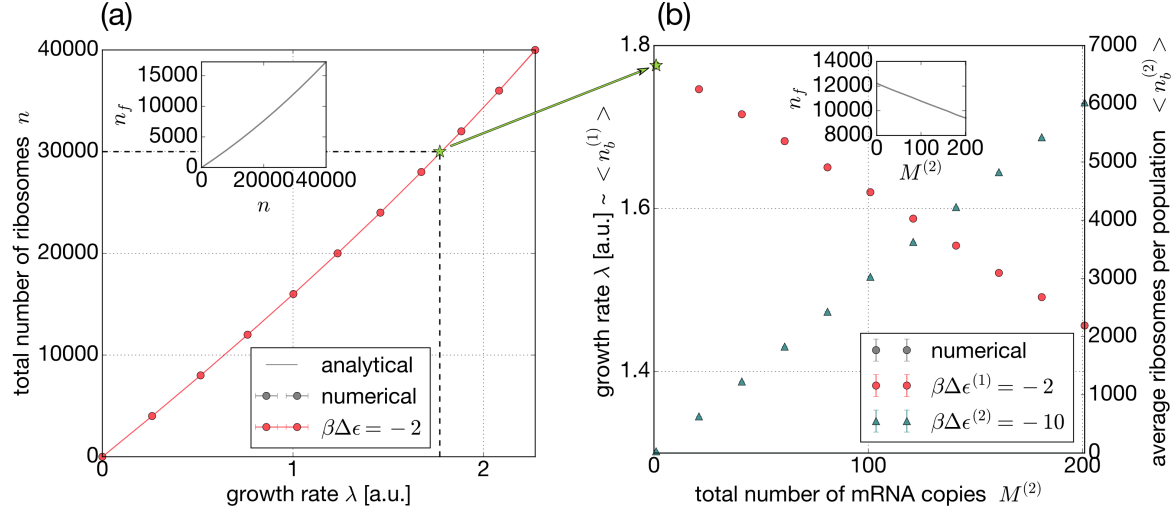 (a)
total number of ribosomes n
40000
30000
20000
10000
0
0
1
2
growth rate λ [a.u.]
n_f
15000
10000
5000
0
0
20000
40000
n
analytical
numerical
βΔϵ = −2
(b)
growth rate λ [a.u.] ~ < n_b^(1) >
1.8
1.6
1.4
0
100
200
total number of mRNA copies M^(2)
n_f
14000
12000
10000
8000
0
100
200
M^(2)
numerical
βΔϵ^(1) = −2
βΔϵ^(2) = −10
7000
6000
5000
4000
3000
2000
1000
0
average ribosomes per population < n_b^(2) >